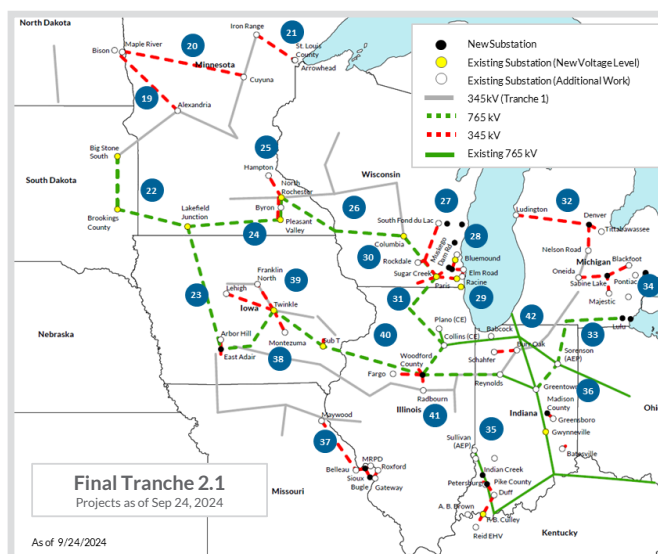 North Dakota
Maple River
Bison
20
Minnesota
Iron Range
21
St. Louis
County
Arrowhead
Cuyuna
19
Alexandria
New Substation
Existing Substation (New Voltage Level)
Existing Substation (Additional Work)
345kV (Tranche 1)
765 kV
345 kV
Existing 765 kV
Big Stone
South
25
Hampton
Wisconsin
South Dakota
22
North
Rochester
Byron
Pleasant
Valley
26
27
Ludington
32
Denver
Tittabawassee
Brookings
County
Lakefield
Junction
24
South Fond du Lac
Columbia
28
Mukwego
Dam Rd
Nelson Road
30
Rockdale
Bluemound
Michigan
Blackfoot
Sugar Creek
Elm Road
Oneida
Sabine Lake
Pontiac
34
Paris
Racine
Majestic
39
Franklin
North
Lehigh
Iowa
Twinkle
23
31
29
Nebraska
40
Plano (CE)
42
33
Lulu
Arbor Hill
Montezuma
Sub T
Collins (CE)
Babcock
East Adair
38
Woodford
County
Schahfer
Burr Oak
Sorenson
(AEP)
Fargo
Reynolds
Greentown
36
Radbourn
Illinois
41
Indiana
Madison
County
Ohi
Maywood
Greensboro
37
35
Gwynneville
Sullivan
(AEP)
Batesville
MRPD
Roxford
Belleau
Sioux
Bugle
Gateway
Indian Creek
Pike County
Petersburg
Duff
Missouri
A. B. Brown
F.B. Culley
Reid EHV
Kentucky
Final Tranche 2.1
Projects as of Sep 24, 2024
As of 9/24/2024